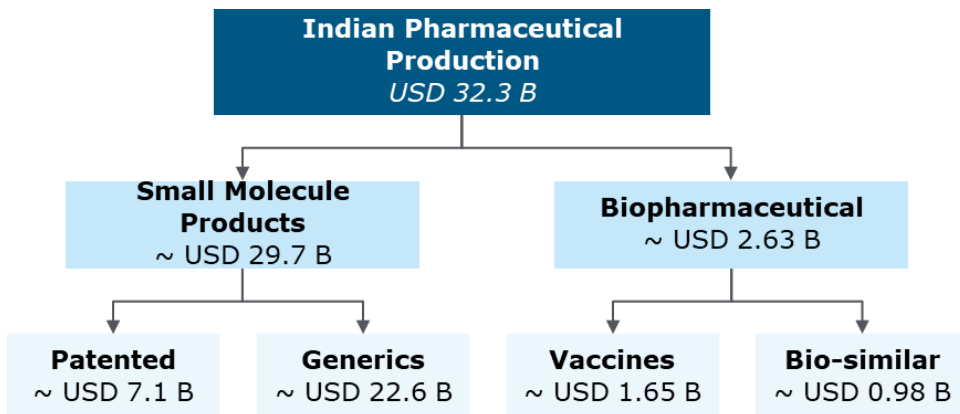 Indian Pharmaceutical
Production
USD 32.3 B
Small Molecule
Products
~ USD 29.7 B
Biopharmaceutical
~ USD 2.63 B
Patented
~ USD 7.1 B
Generics
~ USD 22.6 B
Vaccines
~ USD 1.65 B
Bio-similar
~ USD 0.98 B